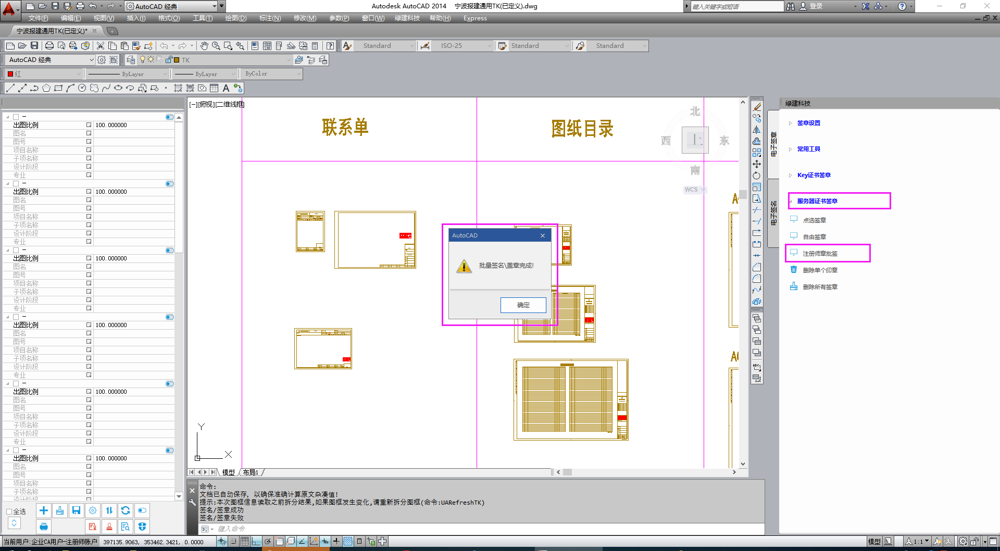 AutoCAD 经典
Autodesk AutoCAD 2014
宁波报建通用TK(已定义).dwg
键入关键字或短语
登录
文件(F)
编辑(E)
视图(V)
插入(I)
格式(O)
工具(T)
绘图(D)
标注(N)
修改(M)
参数(P)
窗口(W)
绿建科技
帮助(H)
Express
宁波报建通用TK(已定义)*
Standard
ISO-25
Standard
Standard
AutoCAD 经典
TK
红
ByLayer
ByLayer
ByColor
[−][俯视][二维线框]
联系单
图纸目录
北
西
上
东
南
WCS
出图比例 100.000000
图名
图号
项目名称
子项名称
设计阶段
专业
出图比例 100.000000
图名
图号
项目名称
子项名称
设计阶段
专业
出图比例 100.000000
图名
图号
项目名称
子项名称
设计阶段
专业
出图比例 100.000000
图名
图号
项目名称
子项名称
设计阶段
专业
出图比例 100.000000
图名
图号
项目名称
子项名称
设计阶段
专业
出图比例 100.000000
图名
图号
项目名称
子项名称
设计阶段
全选
AutoCAD
批量签名\盖章完成!
确定
Y
X
模型
布局1
绿建科技
电子签章
电子签名
签章设置
常用工具
Key证书签章
服务器证书签章
点选签章
自由签章
注册师章批签
删除单个印章
删除所有签章
命令:
文档已自动保存, 以确保准确计算原文杂凑值!
提示:本次图框信息读取之前拆分结果,如果图框发生变化,请重新拆分图框(命令:UARefreshTK)
签名/签章成功
签名/签章失败
键入命令
当前用户:企业CA用户-注册师账户
397135.9063, 353462.3421, 0.0000
模型
1:1